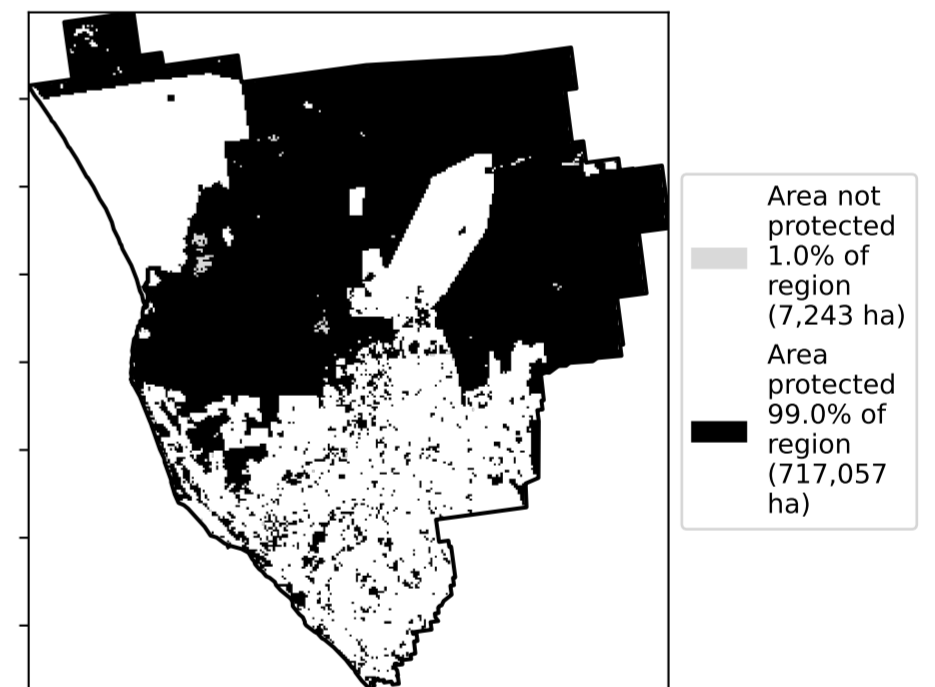 Area not
protected
1.0% of
region
(7,243 ha)
Area
protected
99.0% of
region
(717,057
ha)